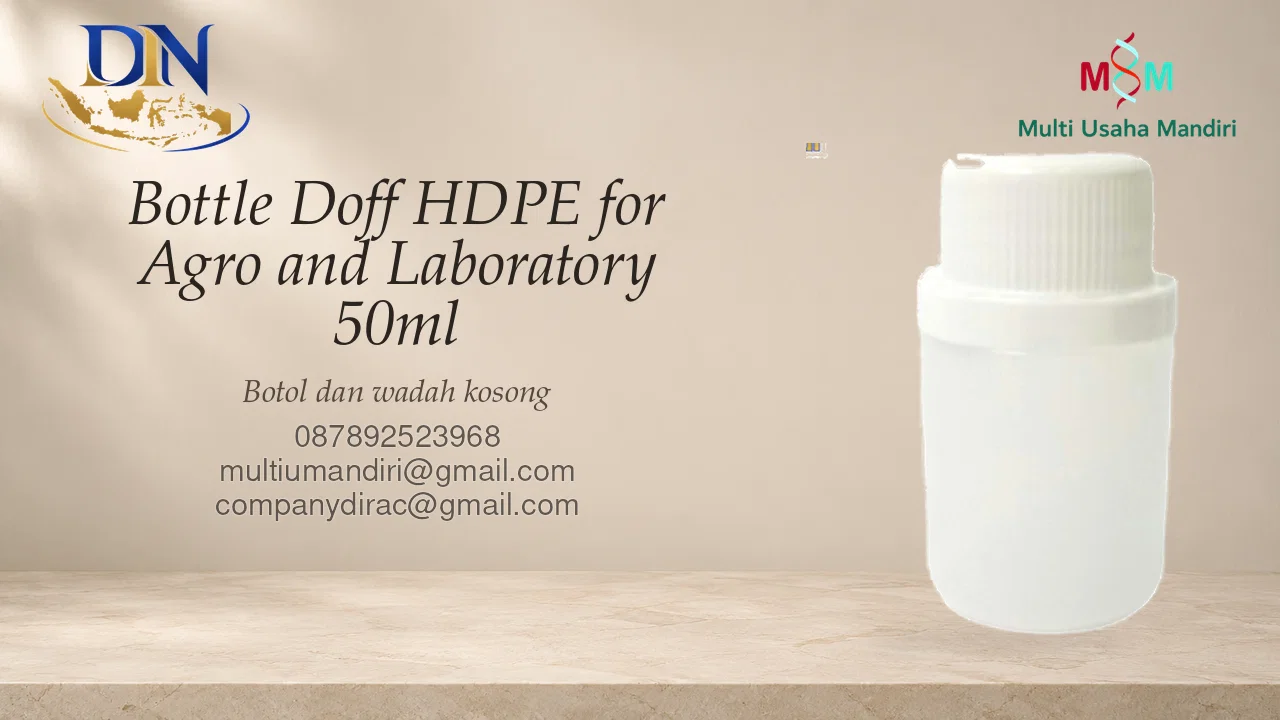 DIN
M M
Multi Usaha Mandiri
Bottle Doff HDPE for
Agro and Laboratory
50ml
Botol dan wadah kosong
087892523968
multiumandiri@gmail.com
companydirac@gmail.com